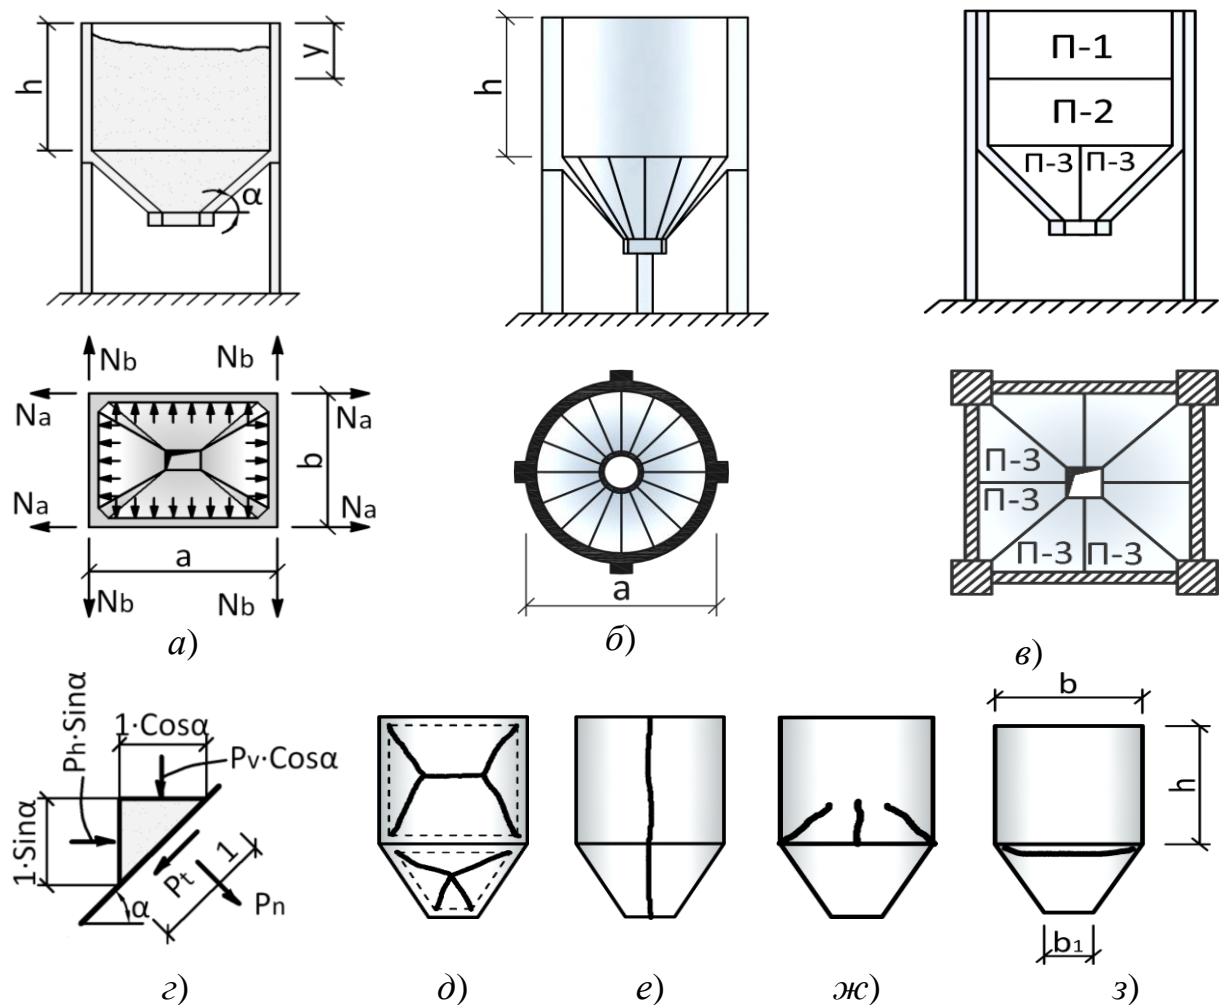 h
y
α
h
П-1
П-2
П-3 П-3
Nb Nb
Na Na
b
Na
a
Nb Nb
а)
a
б)
П-3
П-3
П-3 П-3
в)
Ph·Sinα
1·Cosα
Pv·Cosα
1·Sinα
Pt
1
Pn
α
г)
д)
е)
ж)
b
h
b1
з)